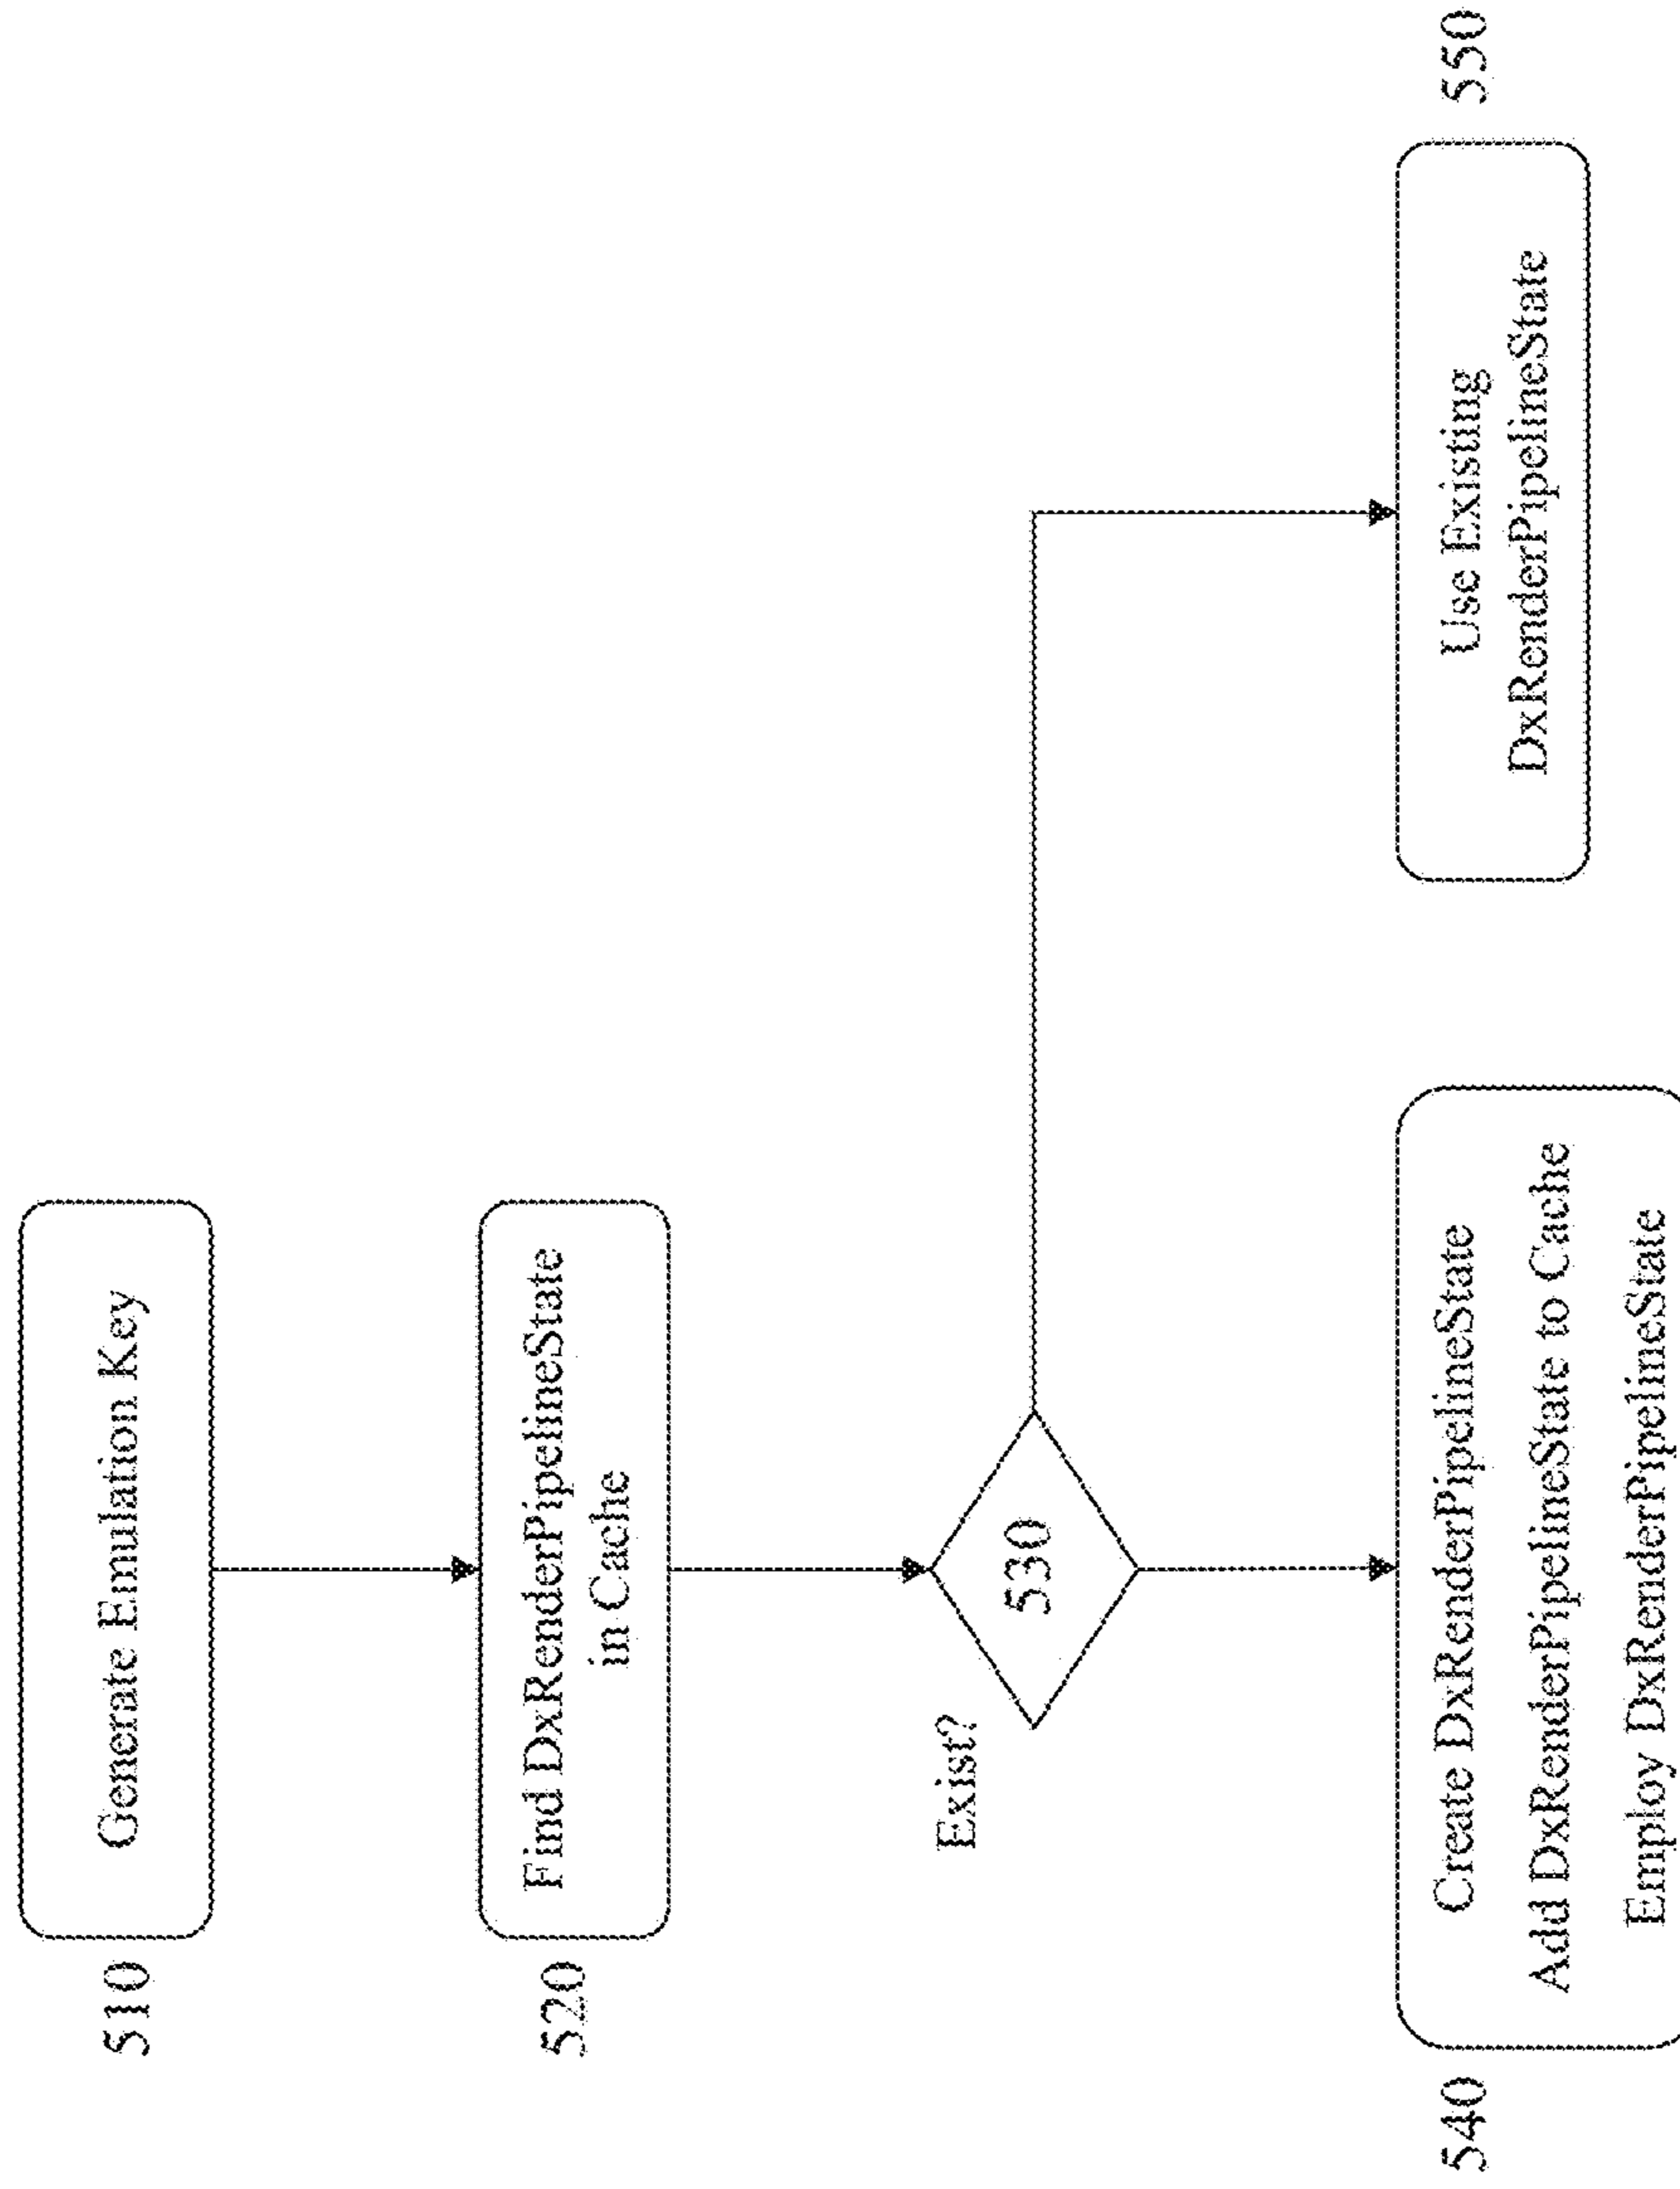 510
Generate Emulation Key
520
Find DxRenderPipelineState
in Cache
Exist?
530
540
Create DxRenderPipelineState
Add DxRenderPipelineState to Cache
Employ DxRenderPipelineState
Use Existing
DxRenderPipelineState
550